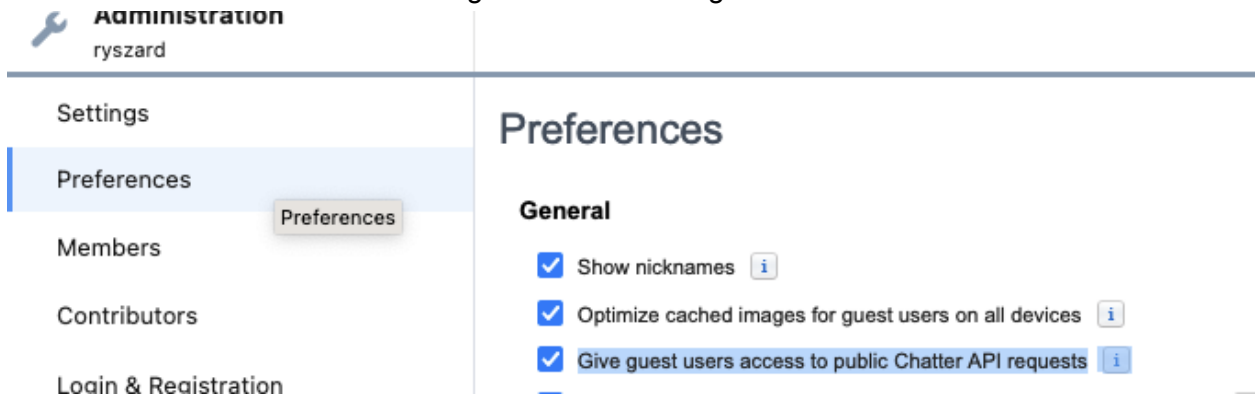 Administration
ryszard
Settings
Preferences
Preferences
Members
Contributors
Login & Registration
Preferences
General
Show nicknames i
Optimize cached images for guest users on all devices i
Give guest users access to public Chatter API requests i